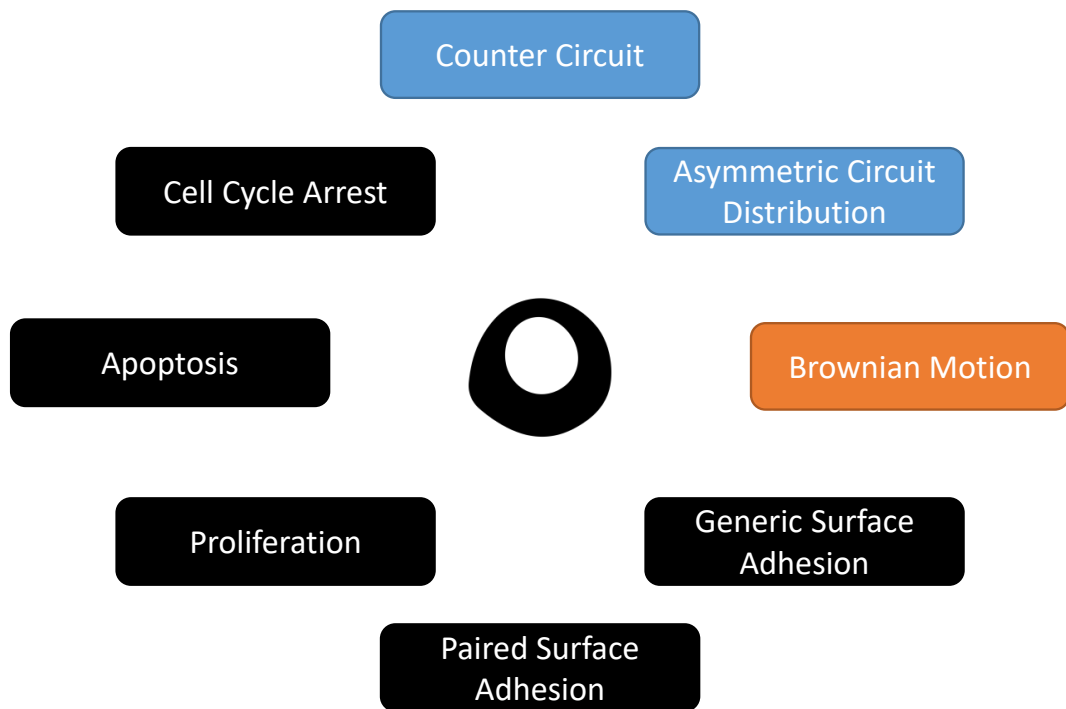 Counter Circuit
Cell Cycle Arrest
Asymmetric Circuit
Distribution
Apoptosis
Brownian Motion
Proliferation
Generic Surface
Adhesion
Paired Surface
Adhesion